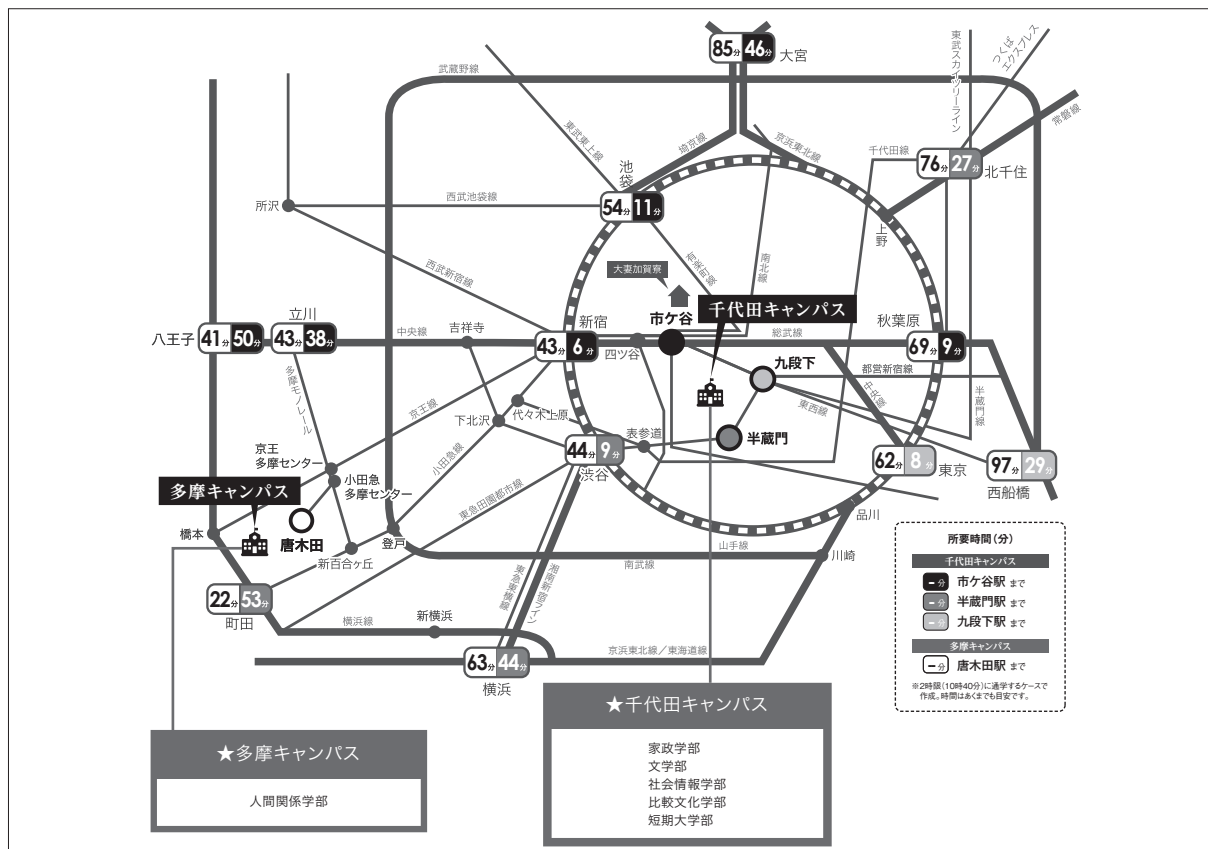 85分 46分 大宮
武蔵野線
東武東上線
埼京線
京浜東北線
東武スカイツリーライン
つくば
エクスプレス
常磐線
千代田線
76分 27分 北千住
池袋
54分 11分
西武池袋線
所沢
上野
西武新宿線
有楽町線
南北線
大妻加賀寮
千代田キャンパス
市ケ谷
立川
八王子 41分 50分
43分 38分
中央線
吉祥寺
新宿
43分 6分
四ツ谷
総武線
秋葉原
69分 9分
九段下
都営新宿線
多摩モノレール
京王線
下北沢
代々木上原
東西線
中央線
半蔵門線
表参道
半蔵門
京王
多摩センター
小田急線
44分 9分
渋谷
62分 8分 東京
97分 29分
西船橋
小田急
多摩センター
多摩キャンパス
東急田園都市線
品川
橋本
唐木田
新百合ヶ丘
登戸
山手線
南武線
川崎
22分 53分
町田
東急東横線
湘南新宿ライン
横浜線
新横浜
京浜東北線/東海道線
63分 44分
横浜
所要時間(分)
千代田キャンパス
-分 市ケ谷駅 まで
-分 半蔵門駅 まで
-分 九段下駅 まで
多摩キャンパス
-分 唐木田駅 まで
※2時限(10時40分)に通学するケースで
作成。時間はあくまでも目安です。
★多摩キャンパス
人間関係学部
★千代田キャンパス
家政学部
文学部
社会情報学部
比較文化学部
短期大学部